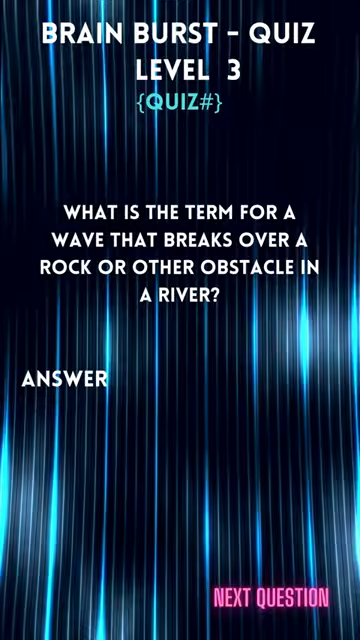 BRAIN BURST - QUIZ
LEVEL 3
{QUIZ#}
WHAT IS THE TERM FOR A
WAVE THAT BREAKS OVER A
ROCK OR OTHER OBSTACLE IN
A RIVER?
ANSWER
NEXT QUESTION